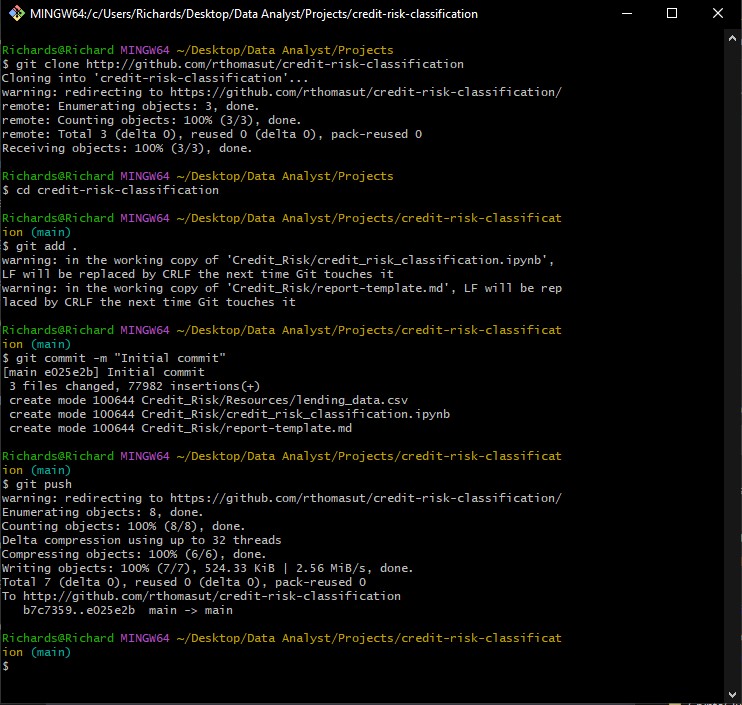 MINGW64:/c/Users/Richards/Desktop/Data Analyst/Projects/credit-risk-classification
Richards@Richard MINGW64 ~/Desktop/Data Analyst/Projects
$ git clone http://github.com/rthomasut/credit-risk-classification
Cloning into 'credit-risk-classification'...
warning: redirecting to https://github.com/rthomasut/credit-risk-classification/
remote: Enumerating objects: 3, done.
remote: Counting objects: 100% (3/3), done.
remote: Total 3 (delta 0), reused 0 (delta 0), pack-reused 0
Receiving objects: 100% (3/3), done.
Richards@Richard MINGW64 ~/Desktop/Data Analyst/Projects
$ cd credit-risk-classification
Richards@Richard MINGW64 ~/Desktop/Data Analyst/Projects/credit-risk-classificat
ion (main)
$ git add .
warning: in the working copy of 'Credit_Risk/credit_risk_classification.ipynb',
LF will be replaced by CRLF the next time Git touches it
warning: in the working copy of 'Credit_Risk/report-template.md', LF will be rep
laced by CRLF the next time Git touches it
Richards@Richard MINGW64 ~/Desktop/Data Analyst/Projects/credit-risk-classificat
ion (main)
$ git commit -m "Initial commit"
[main e025e2b] Initial commit
3 files changed, 77982 insertions(+)
create mode 100644 Credit_Risk/Resources/lending_data.csv
create mode 100644 Credit_Risk/credit_risk_classification.ipynb
create mode 100644 Credit_Risk/report-template.md
Richards@Richard MINGW64 ~/Desktop/Data Analyst/Projects/credit-risk-classificat
ion (main)
$ git push
warning: redirecting to https://github.com/rthomasut/credit-risk-classification/
Enumerating objects: 8, done.
Counting objects: 100% (8/8), done.
Delta compression using up to 32 threads
Compressing objects: 100% (6/6), done.
Writing objects: 100% (7/7), 524.33 KiB | 2.56 MiB/s, done.
Total 7 (delta 0), reused 0 (delta 0), pack-reused 0
To http://github.com/rthomasut/credit-risk-classification
b7c7359..e025e2b main -> main
Richards@Richard MINGW64 ~/Desktop/Data Analyst/Projects/credit-risk-classificat
ion (main)
$